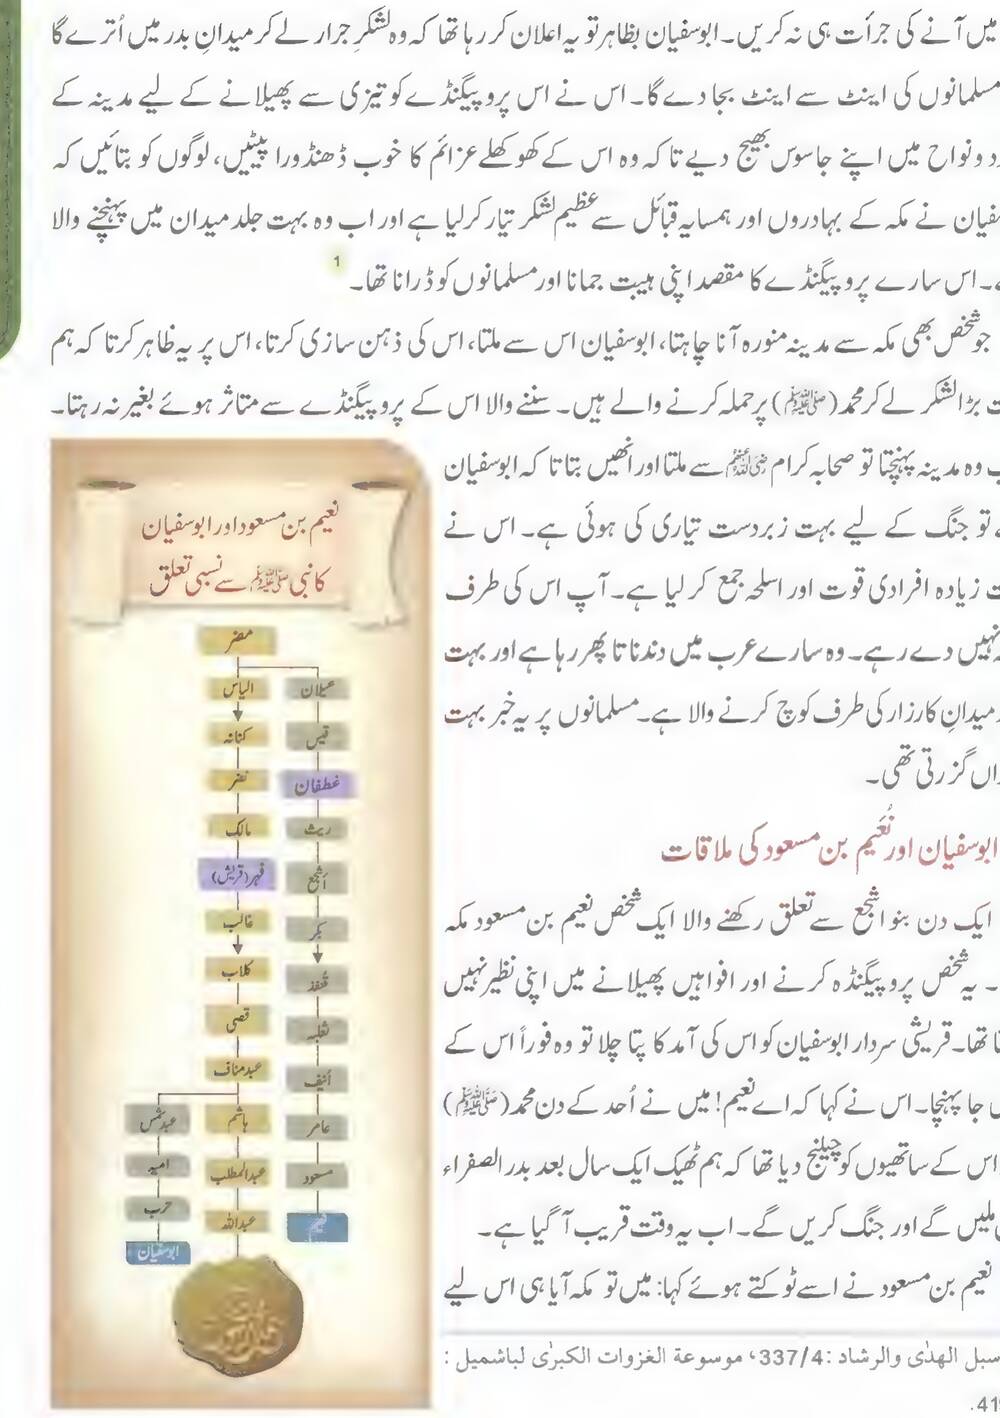 میں آنے کی جرأت ہی نہ کریں۔ ابوسفیان بظاہر تو یہ اعلان کر رہا تھا کہ وہ لشکرِ جرار لے کر میدانِ بدر میں اُترے گا
مسلمانوں کی اینٹ سے اینٹ بجا دے گا۔ اس نے اس پروپیگنڈے کو تیزی سے پھیلانے کے لیے مدینہ کے
ونواح میں اپنے جاسوس بھیج دیے تاکہ وہ اس کے کھوکھلے عزائم کا خوب ڈھنڈورا پیٹیں، لوگوں کو بتائیں کہ
نے مکہ کے بہادروں اور ہمسایہ قبائل سے عظیم لشکر تیار کرلیا ہے اور اب وہ بہت جلد میدان میں پہنچنے والا
۔ اس سارے پروپیگنڈے کا مقصد اپنی ہیبت جمانا اور مسلمانوں کو ڈرانا تھا۔ 1
جو شخص بھی مکہ سے مدینہ منورہ آنا چاہتا، ابوسفیان اس سے ملتا، اس کی ذہن سازی کرتا، اس پر یہ ظاہر کرتا کہ ہم
بڑا لشکر لے کر محمد (ﷺ) پر حملہ کرنے والے ہیں۔ سننے والا اس کے پروپیگنڈے سے متاثر ہوئے بغیر نہ رہتا۔
وہ مدینہ پہنچتا تو صحابہ کرام رضی اللہ عنہم سے ملتا اور انھیں بتاتا کہ ابوسفیان
تو جنگ کے لیے بہت زبردست تیاری کی ہوئی ہے۔ اس نے
زیادہ افرادی قوت اور اسلحہ جمع کر لیا ہے۔ آپ اس کی طرف
نہیں دے رہے۔ وہ سارے عرب میں دندناتا پھر رہا ہے اور بہت
میدانِ کارزار کی طرف کوچ کرنے والا ہے۔ مسلمانوں پر یہ خبر بہت
گزرتی تھی۔
ابوسفیان اور نُعَیم بن مسعود کی ملاقات
ایک دن بنو اشجع سے تعلق رکھنے والا ایک شخص نعیم بن مسعود مکہ
۔ یہ شخص پروپیگنڈہ کرنے اور افواہیں پھیلانے میں اپنی نظیر نہیں
تھا۔ قریشی سردار ابوسفیان کو اس کی آمد کا پتا چلا تو وہ فوراً اس کے
جا پہنچا۔ اس نے کہا کہ اے نعیم! میں نے اُحد کے دن محمد (ﷺ)
اس کے ساتھیوں کو چیلنج دیا تھا کہ ہم ٹھیک ایک سال بعد بدر الصفراء
ملیں گے اور جنگ کریں گے۔ اب یہ وقت قریب آ گیا ہے۔
نعیم بن مسعود نے اسے ٹوکتے ہوئے کہا: میں تو مکہ آیا ہی اس لیے
سبل الهدٰى والرشاد :337/4، موسوعة الغزوات الكبرٰى لباشميل :
نعیم بن مسعود اور ابوسفیان
کا نبی ﷺ سے نسبی تعلق
مضر
عیلان
قیس
غطفان
ریث
اشجع
بکر
قنفذ
ثعلبہ
اُنیف
عامر
مسعود
نعیم
الیاس
کنانہ
نضر
مالک
فہر (قریش)
غالب
کلاب
قصی
عبدمناف
ہاشم
عبدالمطلب
عبداللہ
عبدشمس
امیہ
حرب
ابوسفیان